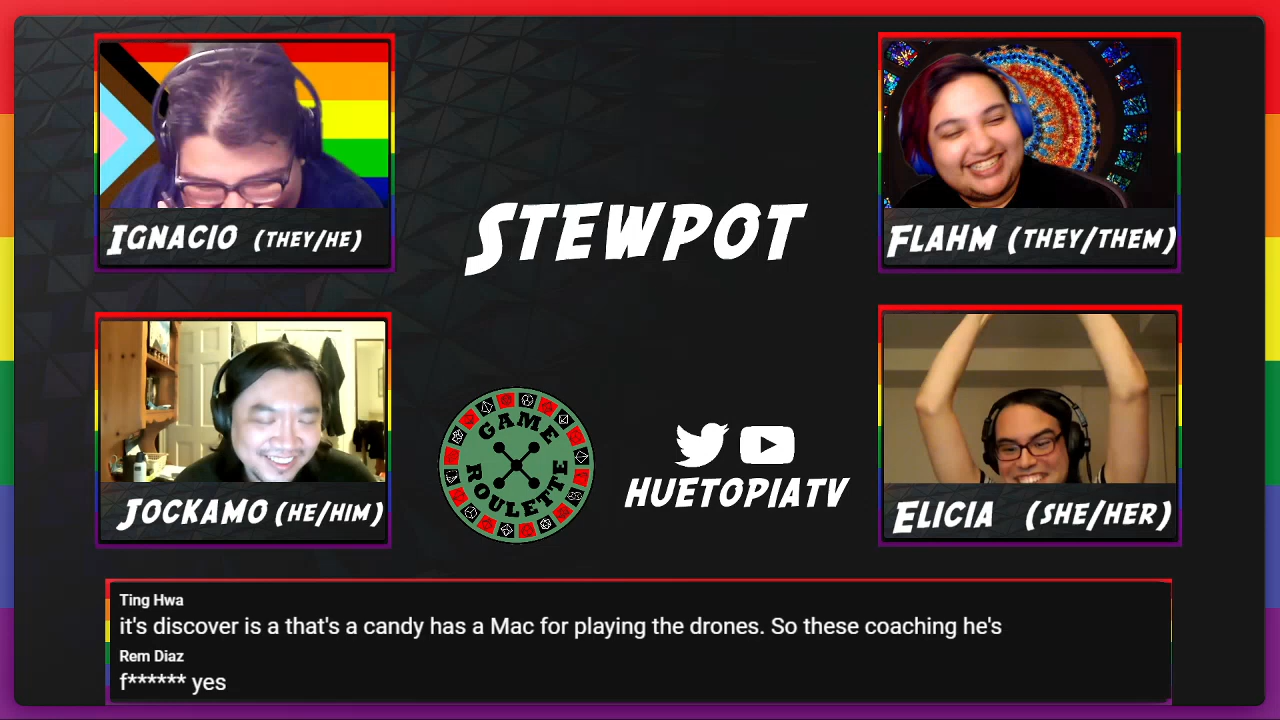 Ignacio (they/he)
Flahm (they/them)
Stewpot
Jockamo (he/him)
GAME
ROULETTE
HUETOPIATV
Elicia (she/her)
Ting Hwa
it's discover is a that's a candy has a Mac for playing the drones. So these coaching he's
Rem Diaz
f****** yes